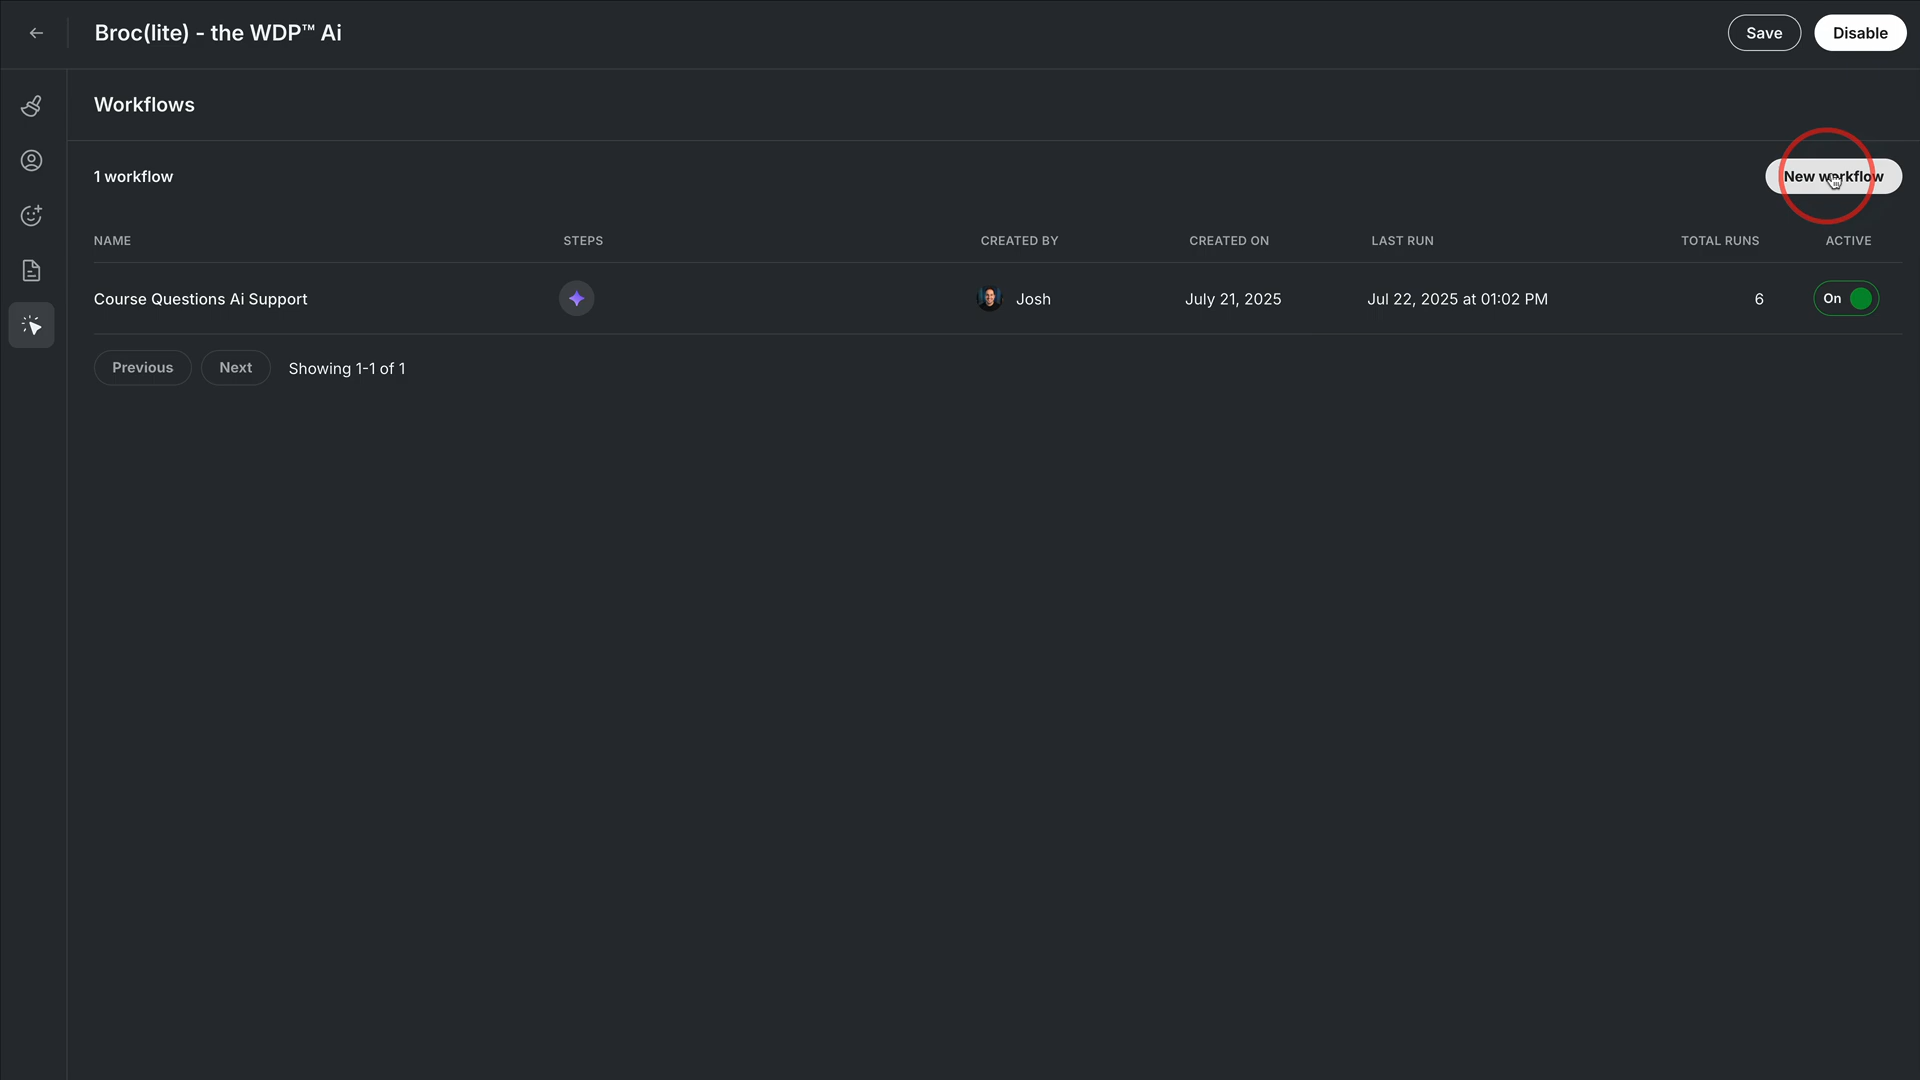 Broc(lite) - the WDP™ Ai
Save
Disable
Workflows
1 workflow
New workflow
NAME
STEPS
CREATED BY
CREATED ON
LAST RUN
TOTAL RUNS
ACTIVE
Course Questions Ai Support
Josh
July 21, 2025
Jul 22, 2025 at 01:02 PM
6
On
Previous
Next
Showing 1-1 of 1